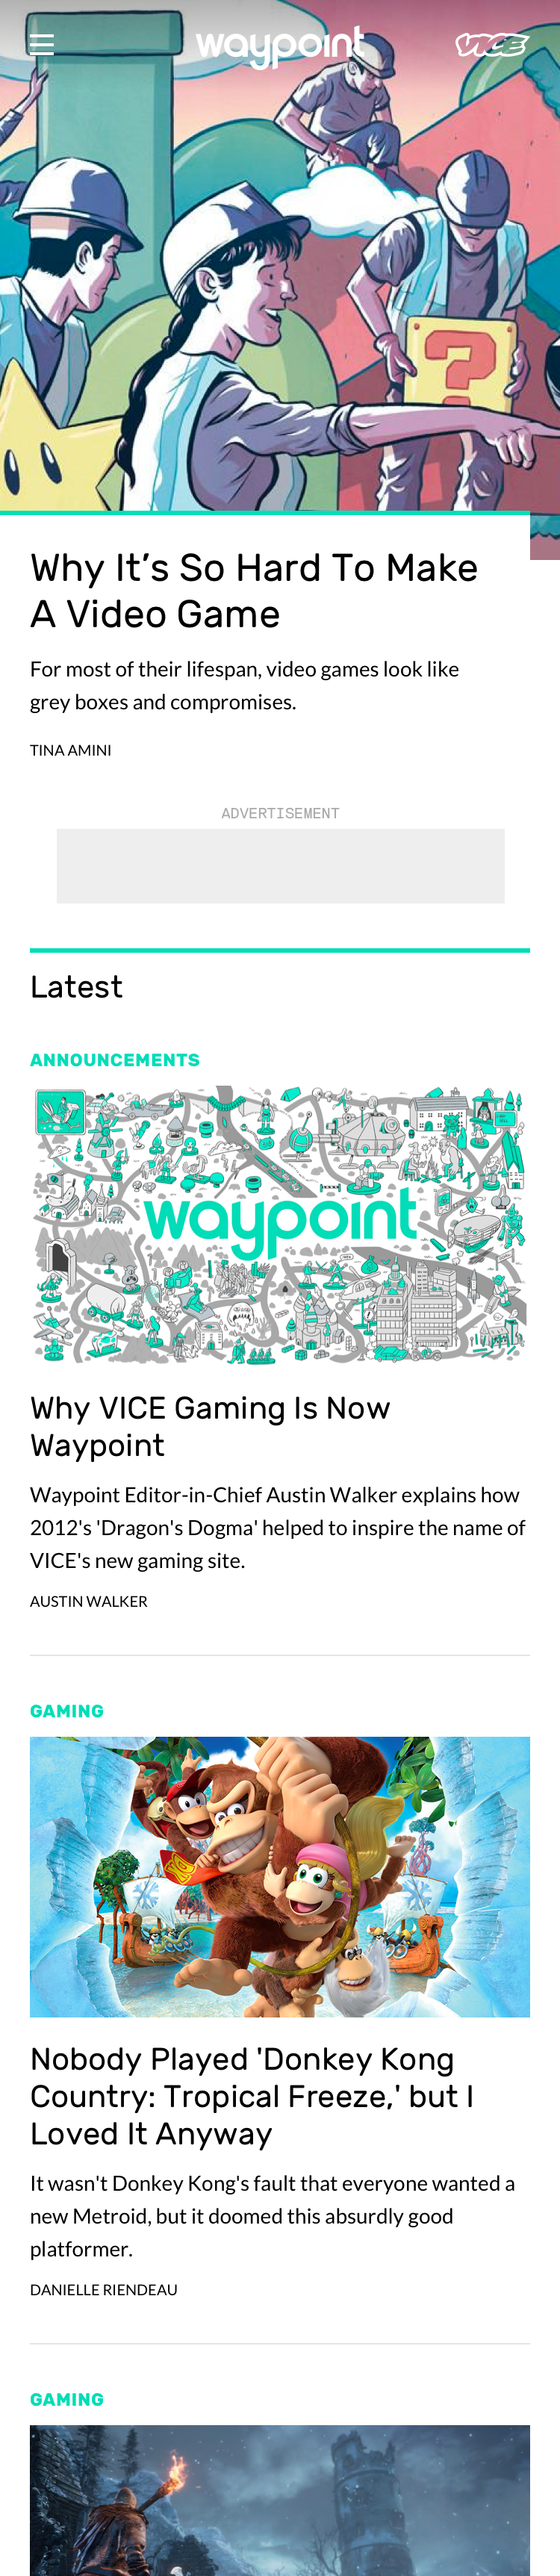 waypoint
VICE
Why It’s So Hard To Make
A Video Game
For most of their lifespan, video games look like
grey boxes and compromises.
TINA AMINI
ADVERTISEMENT
Latest
ANNOUNCEMENTS
waypoint
Why VICE Gaming Is Now
Waypoint
Waypoint Editor-in-Chief Austin Walker explains how
2012's 'Dragon's Dogma' helped to inspire the name of
VICE's new gaming site.
AUSTIN WALKER
GAMING
Nobody Played 'Donkey Kong
Country: Tropical Freeze,' but I
Loved It Anyway
It wasn't Donkey Kong's fault that everyone wanted a
new Metroid, but it doomed this absurdly good
platformer.
DANIELLE RIENDEAU
GAMING